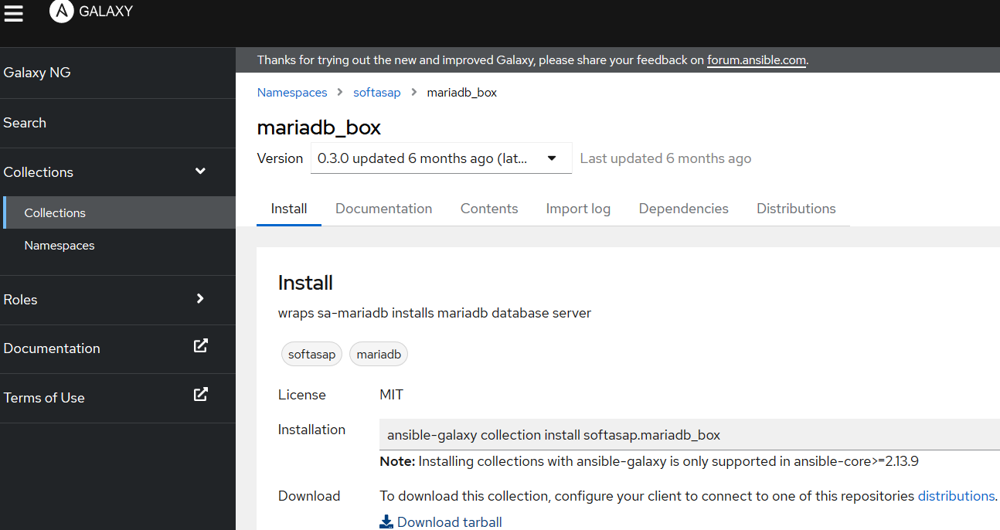 GALAXY
Galaxy NG
Search
Collections
Collections
Namespaces
Roles
Documentation
Terms of Use
Thanks for trying out the new and improved Galaxy, please share your feedback on forum.ansible.com.
Namespaces > softasap > mariadb_box
mariadb_box
Version 0.3.0 updated 6 months ago (lat... Last updated 6 months ago
Install Documentation Contents Import log Dependencies Distributions
Install
wraps sa-mariadb installs mariadb database server
softasap mariadb
License MIT
Installation ansible-galaxy collection install softasap.mariadb_box
Note: Installing collections with ansible-galaxy is only supported in ansible-core>=2.13.9
Download To download this collection, configure your client to connect to one of this repositories distributions.
Download tarball